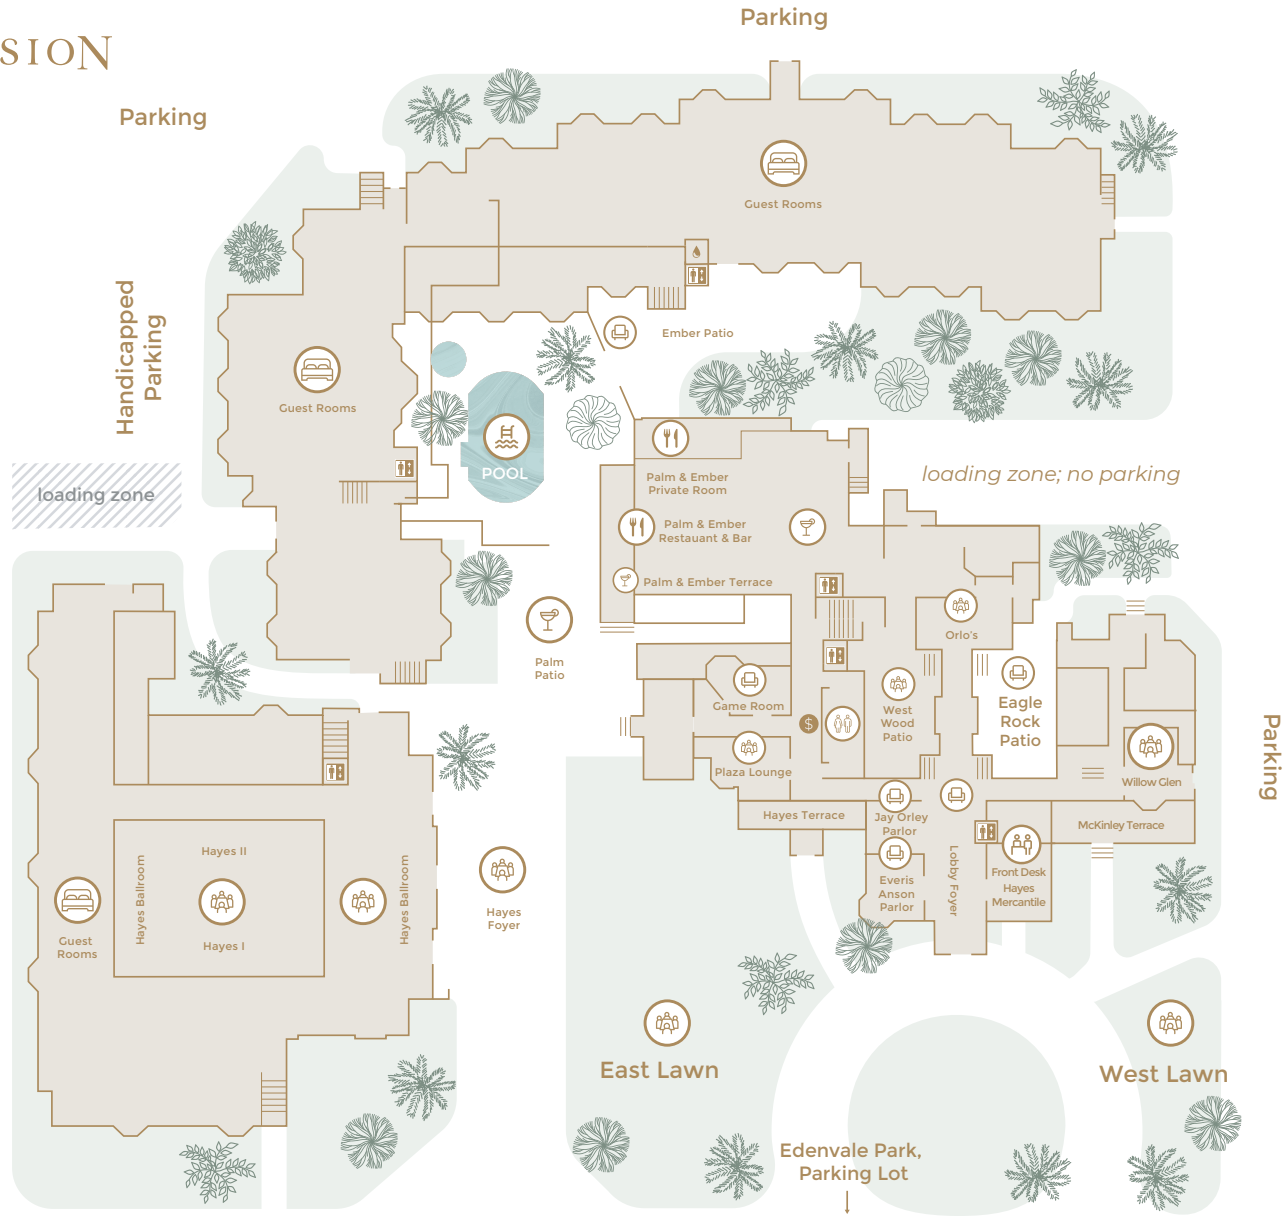 SION
Parking
Parking
Guest Rooms
Handicapped
Parking
Ember Patio
Guest Rooms
POOL
loading zone
loading zone; no parking
Palm & Ember
Private Room
Palm & Ember
Restauant & Bar
Palm & Ember Terrace
Palm
Patio
Orlo's
Game Room
$
West
Wood
Patio
Eagle
Rock
Patio
Parking
Plaza Lounge
Willow Glen
Hayes Terrace
Jay Orley
Parlor
McKinley Terrace
Everis
Anson
Parlor
Lobby Foyer
Front Desk
Hayes
Mercantile
Hayes II
Hayes Ballroom
Hayes I
Hayes Ballroom
Guest
Rooms
Hayes
Foyer
East Lawn
West Lawn
Edenvale Park,
Parking Lot